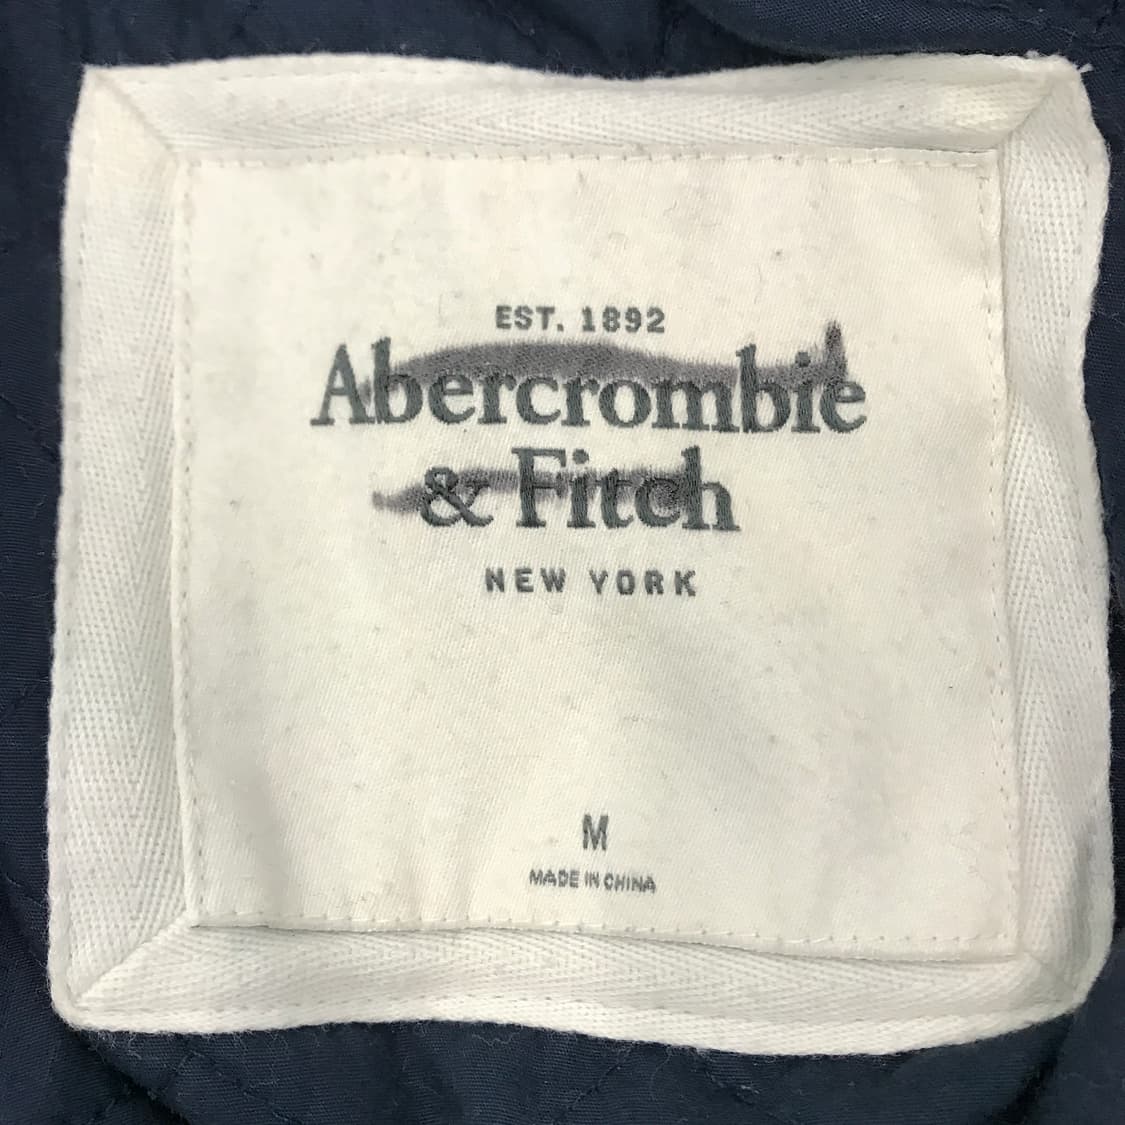 EST. 1892
Abercrombie
& Fitch
NEW YORK
M
MADE IN CHINA